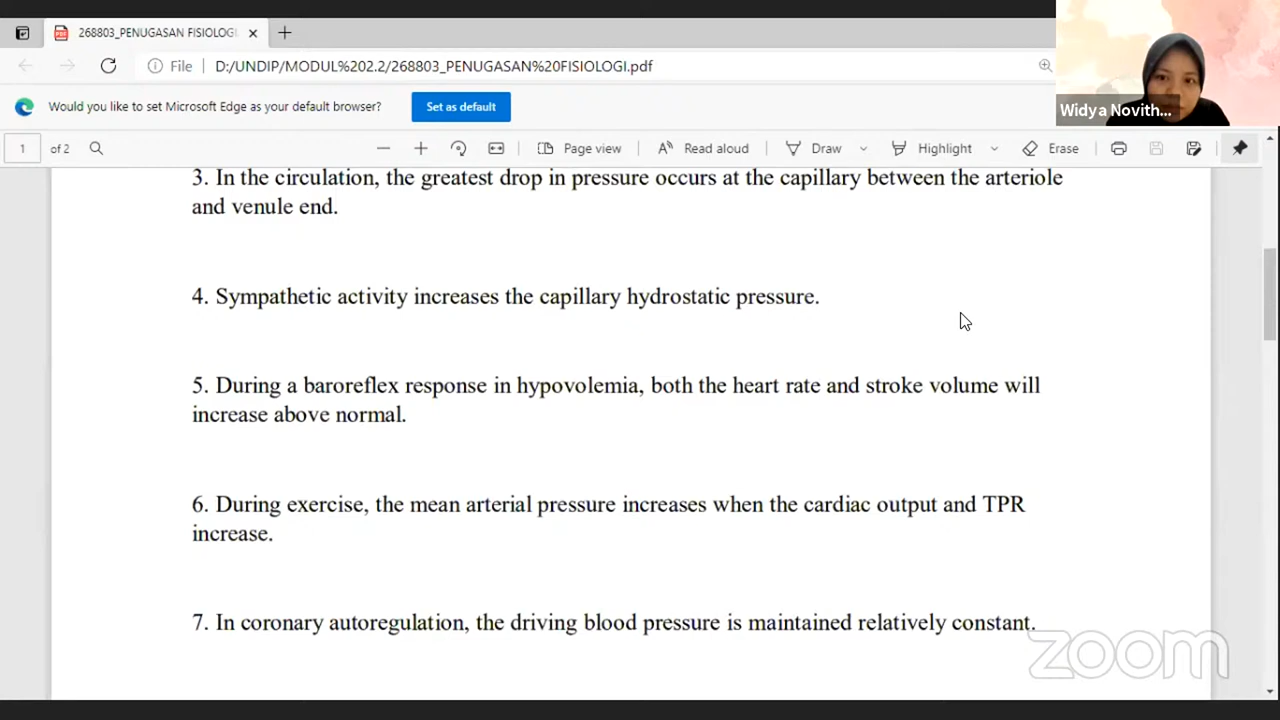 268803_PENUGASAN FISIOLOGI
File D:/UNDIP/MODUL%202.2/268803_PENUGASAN%20FISIOLOGI.pdf
Widya Novith...
Would you like to set Microsoft Edge as your default browser? Set as default
1 of 2 Page view Read aloud Draw Highlight Erase
3. In the circulation, the greatest drop in pressure occurs at the capillary between the arteriole
and venule end.
4. Sympathetic activity increases the capillary hydrostatic pressure.
5. During a baroreflex response in hypovolemia, both the heart rate and stroke volume will
increase above normal.
6. During exercise, the mean arterial pressure increases when the cardiac output and TPR
increase.
7. In coronary autoregulation, the driving blood pressure is maintained relatively constant.
zoom